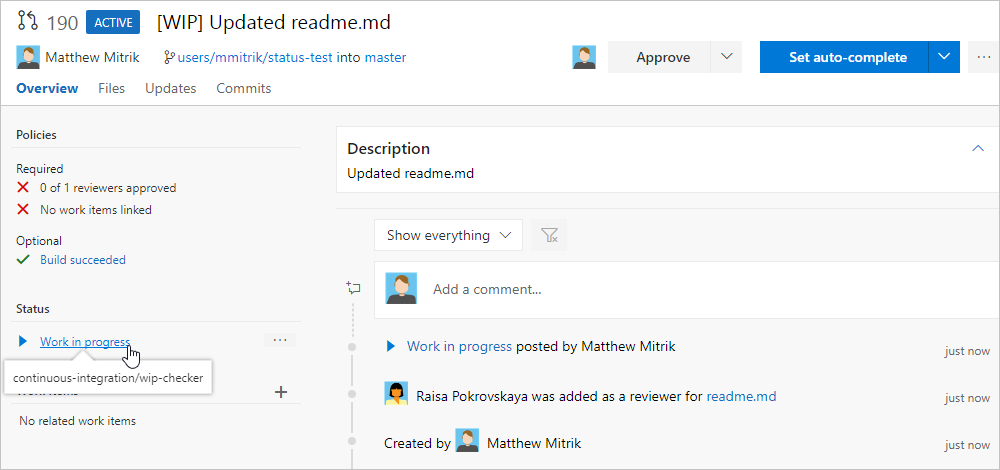 190 ACTIVE [WIP] Updated readme.md
Matthew Mitrik users/mmitrik/status-test into master Approve Set auto-complete ...
Overview Files Updates Commits
Policies
Required
0 of 1 reviewers approved
No work items linked
Optional
Build succeeded
Status
Work in progress ...
continuous-integration/wip-checker
No related work items
Description
Updated readme.md
Show everything
Add a comment...
Work in progress posted by Matthew Mitrik just now
Raisa Pokrovskaya was added as a reviewer for readme.md just now
Created by Matthew Mitrik just now